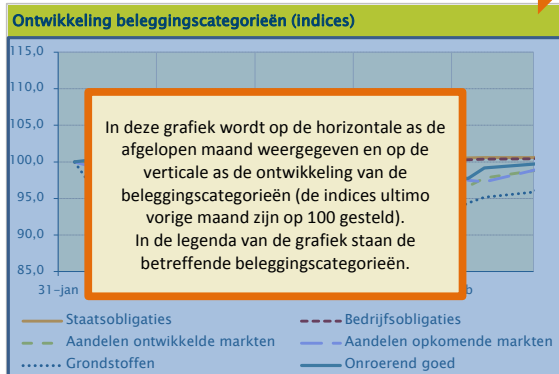 Ontwikkeling beleggingscategorieën (indices)
115,0
110,0
105,0
100,0
95,0
90,0
85,0
In deze grafiek wordt op de horizontale as de
afgelopen maand weergegeven en op de
verticale as de ontwikkeling van de
beleggingscategorieën (de indices ultimo
vorige maand zijn op 100 gesteld).
In de legenda van de grafiek staan de
betreffende beleggingscategorieën.
31-jan
Staatsobligaties
Bedrijfsobligaties
Aandelen ontwikkelde markten
Aandelen opkomende markten
Grondstoffen
Onroerend goed